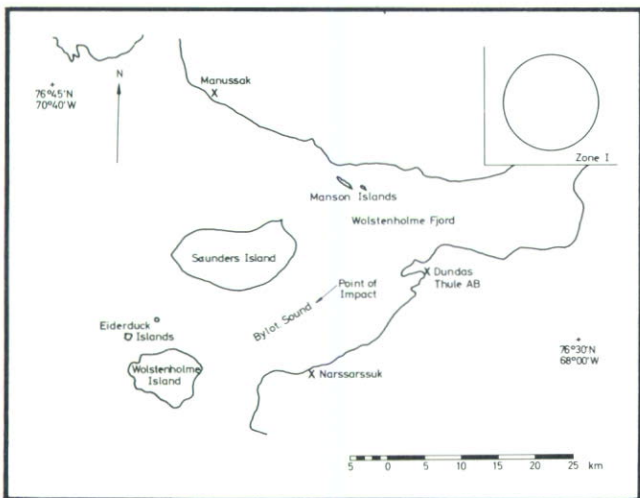 N
76°45'N
70°40'W
Manussak
Zone I
Manson Islands
Wolstenholme Fjord
Saunders Island
Dundas
Thule AB
Point of
Impact
Bylot Sound
Eiderduck
Islands
Wolstenholme
Island
Narssarssuk
76°30'N
68°00'W
5 0 5 10 15 20 25
km